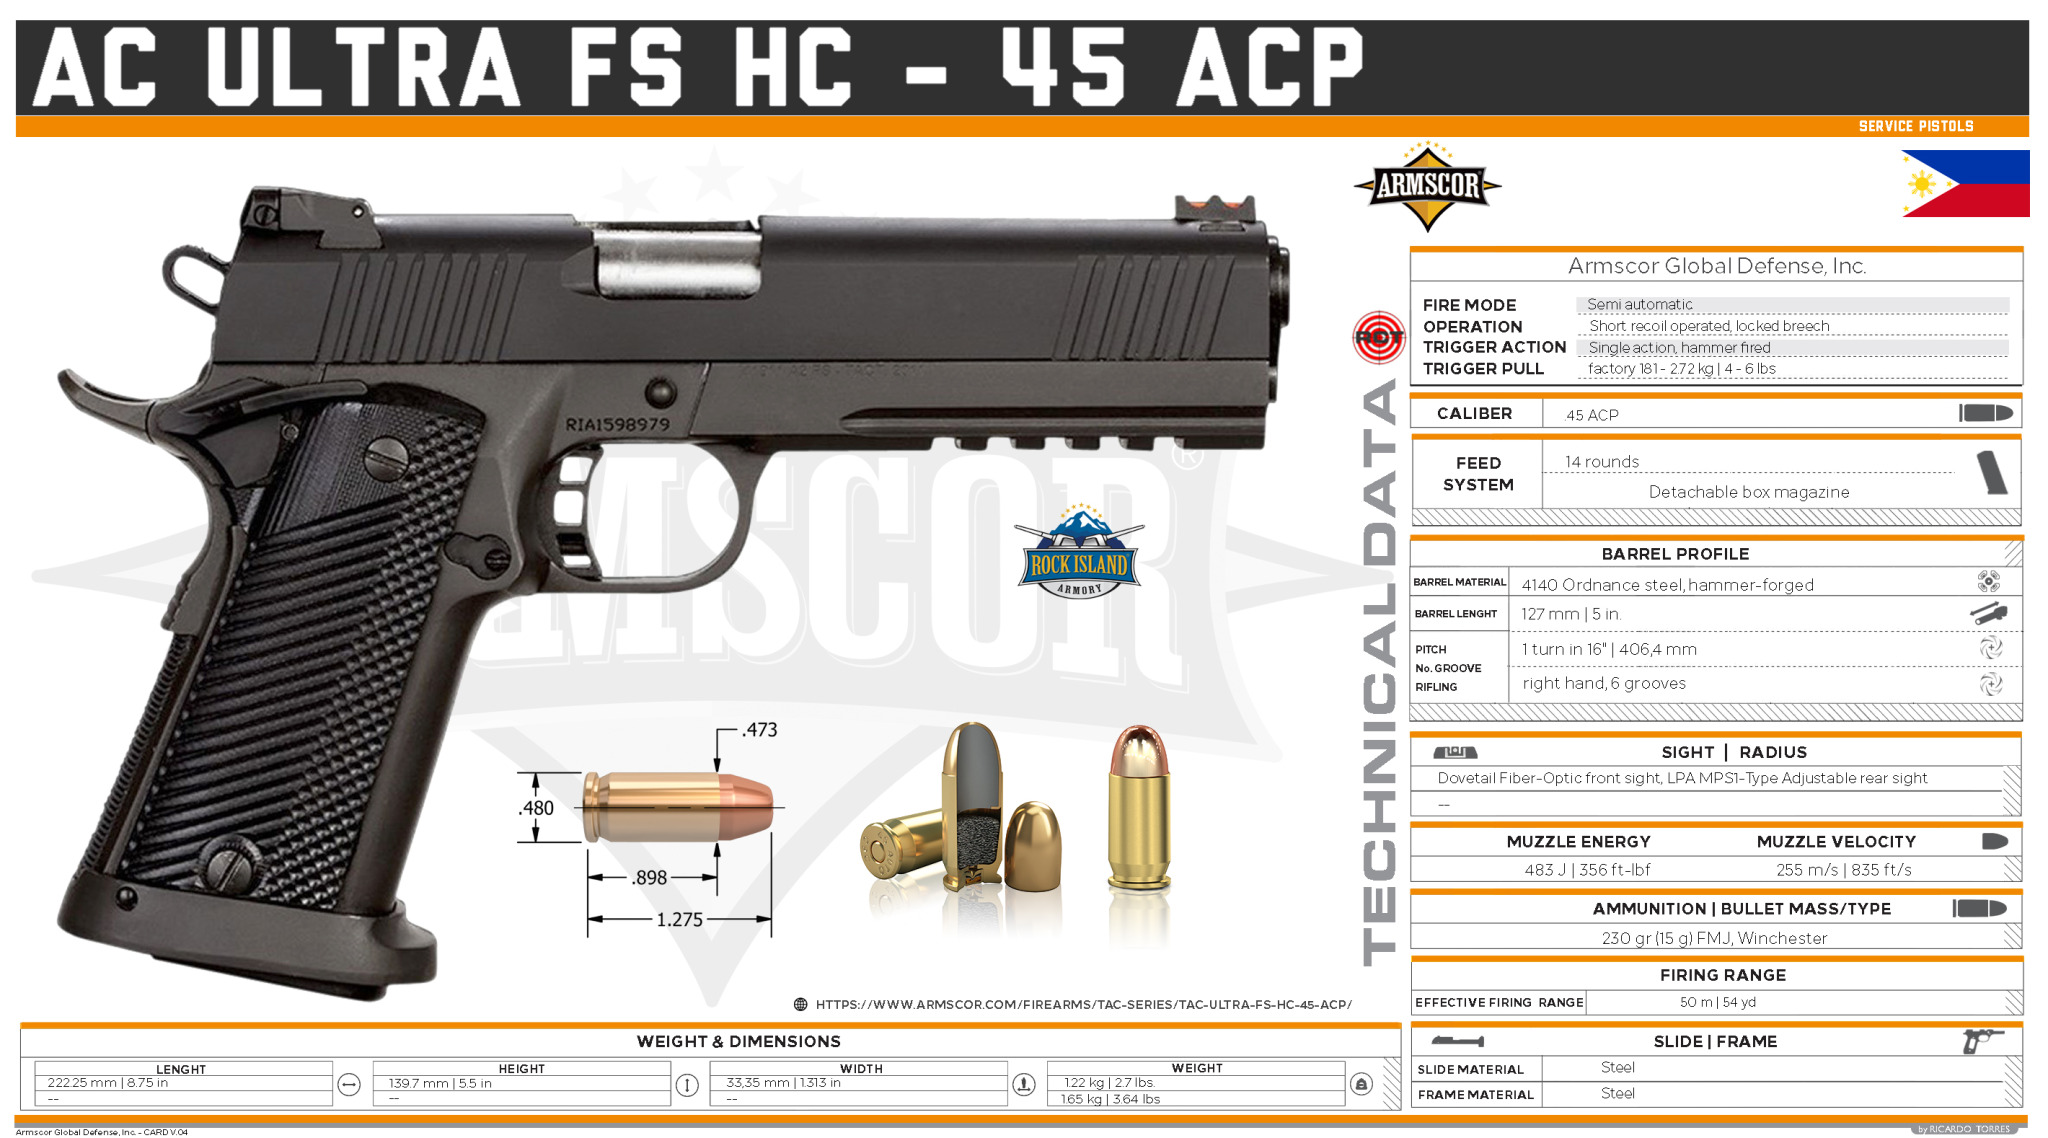 AC ULTRA FS HC - 45 ACP
SERVICE PISTOLS
ARMSCOR
Armscor Global Defense, Inc.
FIRE MODE Semi automatic
OPERATION Short recoil operated, locked breech
TRIGGER ACTION Single action, hammer fired
TRIGGER PULL factory 1.81 - 2.72 kg | 4 - 6 lbs
RDT
TECHNICAL DATA
CALIBER .45 ACP
FEED SYSTEM 14 rounds
Detachable box magazine
BARREL PROFILE
BARREL MATERIAL 4140 Ordnance steel, hammer-forged
BARREL LENGHT 127 mm | 5 in.
PITCH 1 turn in 16" | 406,4 mm
No. GROOVE
RIFLING right hand, 6 grooves
SIGHT | RADIUS
Dovetail Fiber-Optic front sight, LPA MPS1-Type Adjustable rear sight
--
MUZZLE ENERGY MUZZLE VELOCITY
483 J | 356 ft-lbf 255 m/s | 835 ft/s
AMMUNITION | BULLET MASS/TYPE
230 gr (15 g) FMJ, Winchester
FIRING RANGE
EFFECTIVE FIRING RANGE 50 m | 54 yd
SLIDE | FRAME
SLIDE MATERIAL Steel
FRAME MATERIAL Steel
RIA1598979
ARMSCOR ®
ROCK ISLAND
ARMORY
.473
.480
.898
1.275
HTTPS://WWW.ARMSCOR.COM/FIREARMS/TAC-SERIES/TAC-ULTRA-FS-HC-45-ACP/
WEIGHT & DIMENSIONS
LENGHT HEIGHT WIDTH WEIGHT
222.25 mm | 8.75 in 139.7 mm | 5.5 in 33,35 mm | 1.313 in 1.22 kg | 2.7 lbs.
-- -- -- 1.65 kg | 3.64 lbs
Armscor Global Defense, Inc. - CARD V.04
by RICARDO TORRES